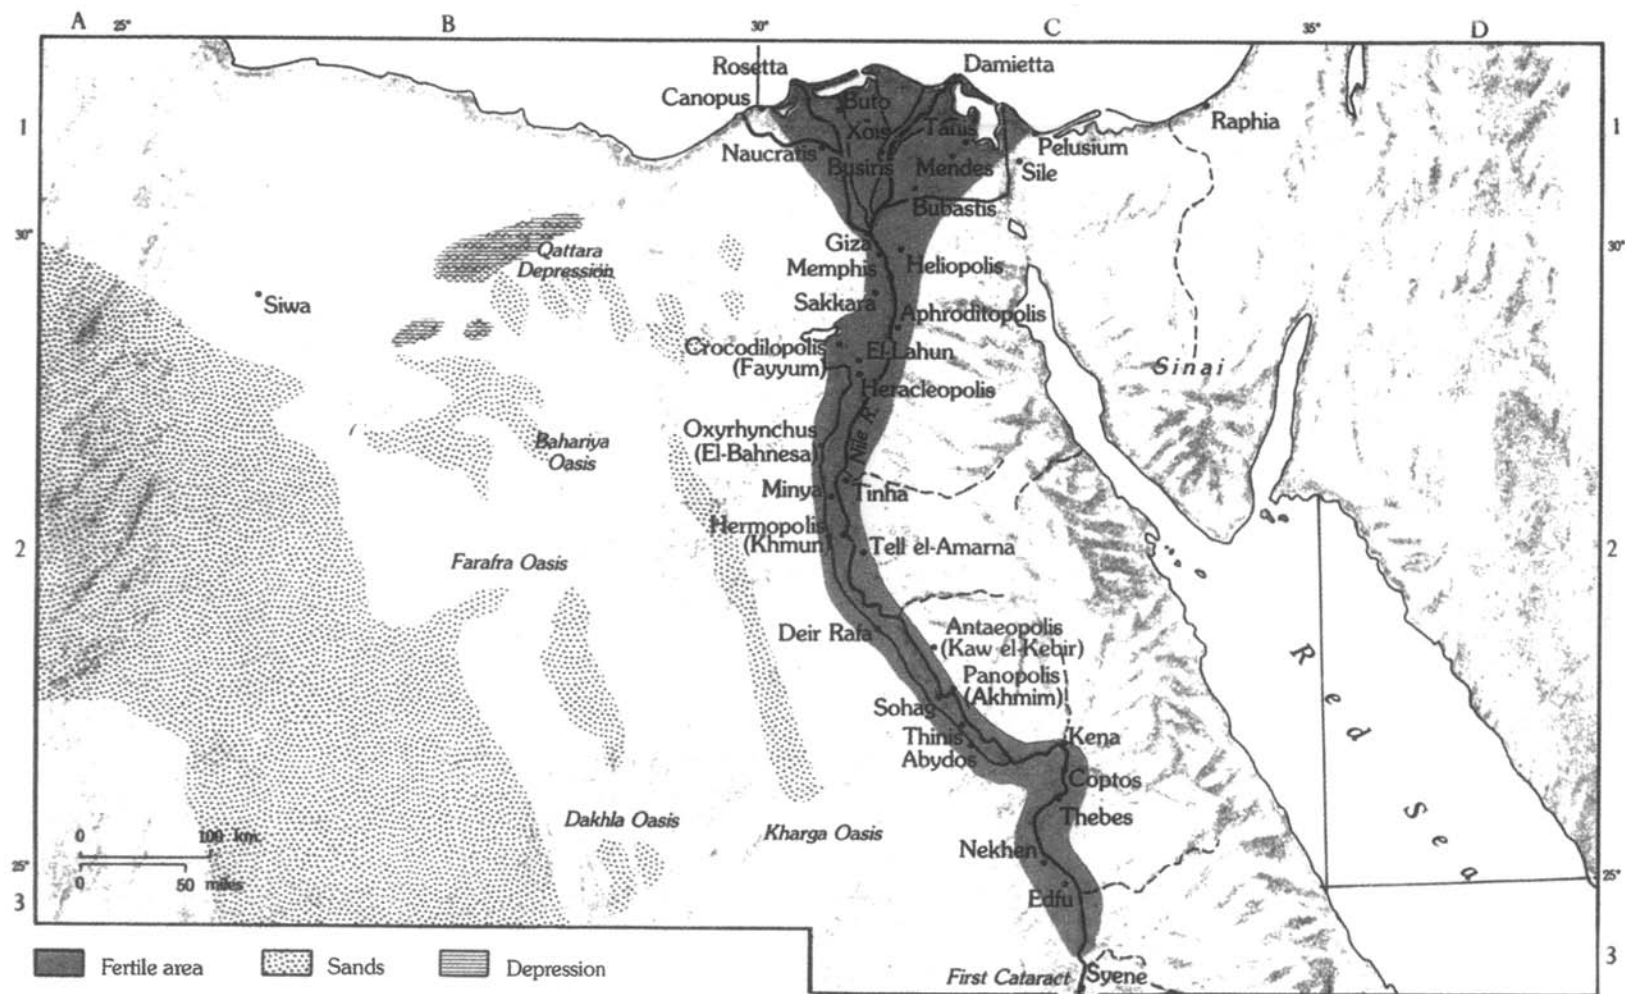 A
25°
B
30°
C
35°
D
Rosetta
Damietta
Canopus
Buto
Raphia
1
1
Xois
Tanis
Pelusium
Naucratis
Busiris
Mendes
Sile
Bubastis
30°
30°
Qattara
Depression
Giza
Memphis
Heliopolis
Siwa
Sakkara
Aphroditopolis
Crocodilopolis
(Fayyum)
El-Lahun
Sinai
Heracleopolis
Nile R.
Oxyrhynchus
(El-Bahnesa)
Bahariya
Oasis
Minya
Tinha
Hermopolis
(Khmun)
Tell el-Amarna
2
2
Farafra Oasis
Deir Rafa
Antaeopolis
(Kaw el-Kebir)
Panopolis
(Akhmim)
Red Sea
Sohag
Thinis
Abydos
Kena
Coptos
Dakhla Oasis
Kharga Oasis
Thebes
0 100 km.
0 50 miles
Nekhen
25°
25°
Edfu
3
3
Fertile area
Sands
Depression
First Cataract
Syene